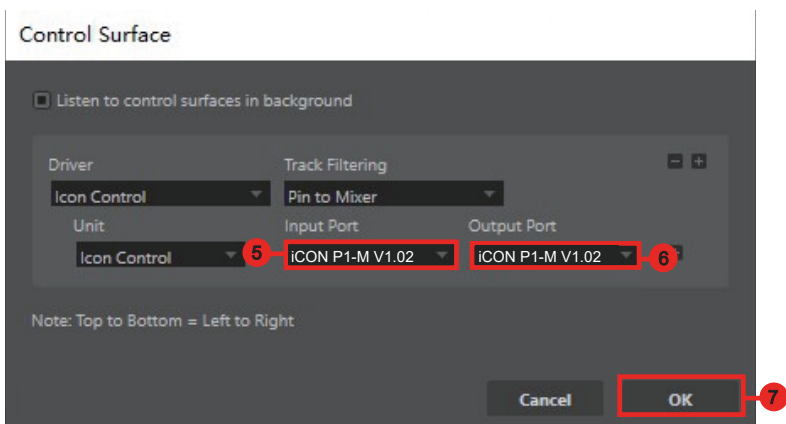 Control Surface
Listen to control surfaces in background
Driver Track Filtering
Icon Control Pin to Mixer
Unit Input Port Output Port
Icon Control 5 iCON P1-M V1.02 iCON P1-M V1.02 6
Note: Top to Bottom = Left to Right
Cancel OK 7